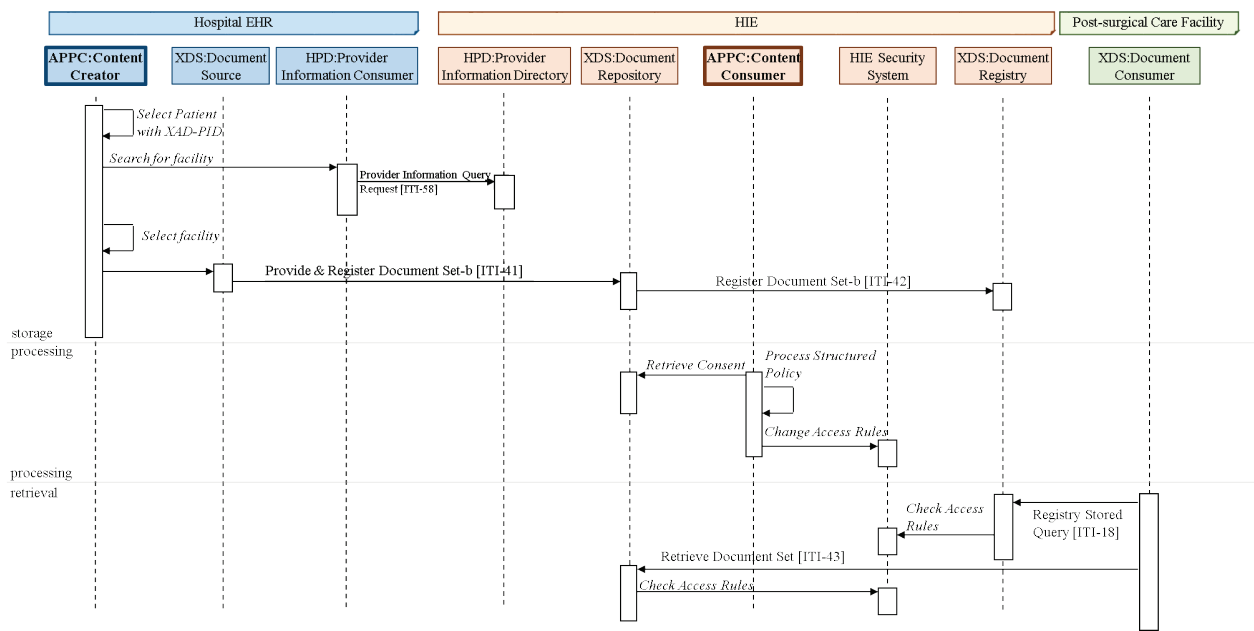 Hospital EHR
HIE
Post-surgical Care Facility
APPC:Content
Creator
XDS:Document
Source
HPD:Provider
Information Consumer
HPD:Provider
Information Directory
XDS:Document
Repository
APPC:Content
Consumer
HIE Security
System
XDS:Document
Registry
XDS:Document
Consumer
Select Patient
with XAD-PID
Search for facility
Provider Information Query
Request [ITI-58]
Select facility
Provide & Register Document Set-b [ITI-41]
Register Document Set-b [ITI-42]
storage
processing
Retrieve Consent
Process Structured
Policy
Change Access Rules
processing
retrieval
Check Access
Rules
Registry Stored
Query [ITI-18]
Retrieve Document Set [ITI-43]
Check Access Rules